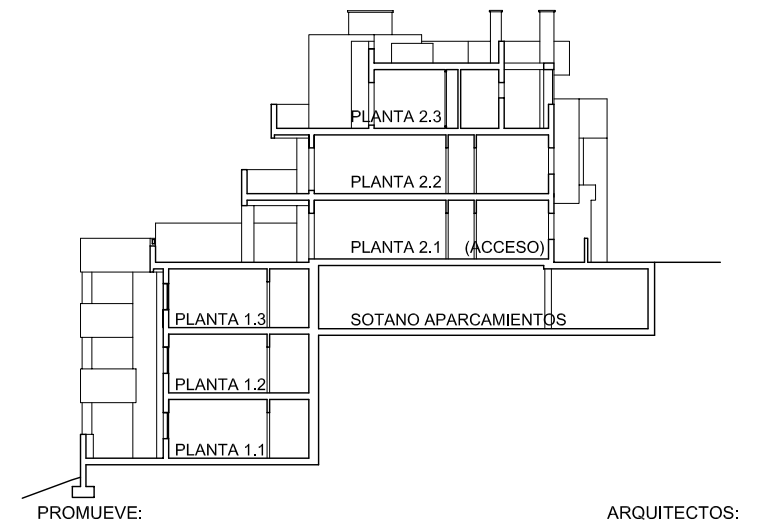 PLANTA 2.3
PLANTA 2.2
PLANTA 2.1 (ACCESO)
PLANTA 1.3 SOTANO APARCAMIENTOS
PLANTA 1.2
PLANTA 1.1
PROMUEVE: ARQUITECTOS: